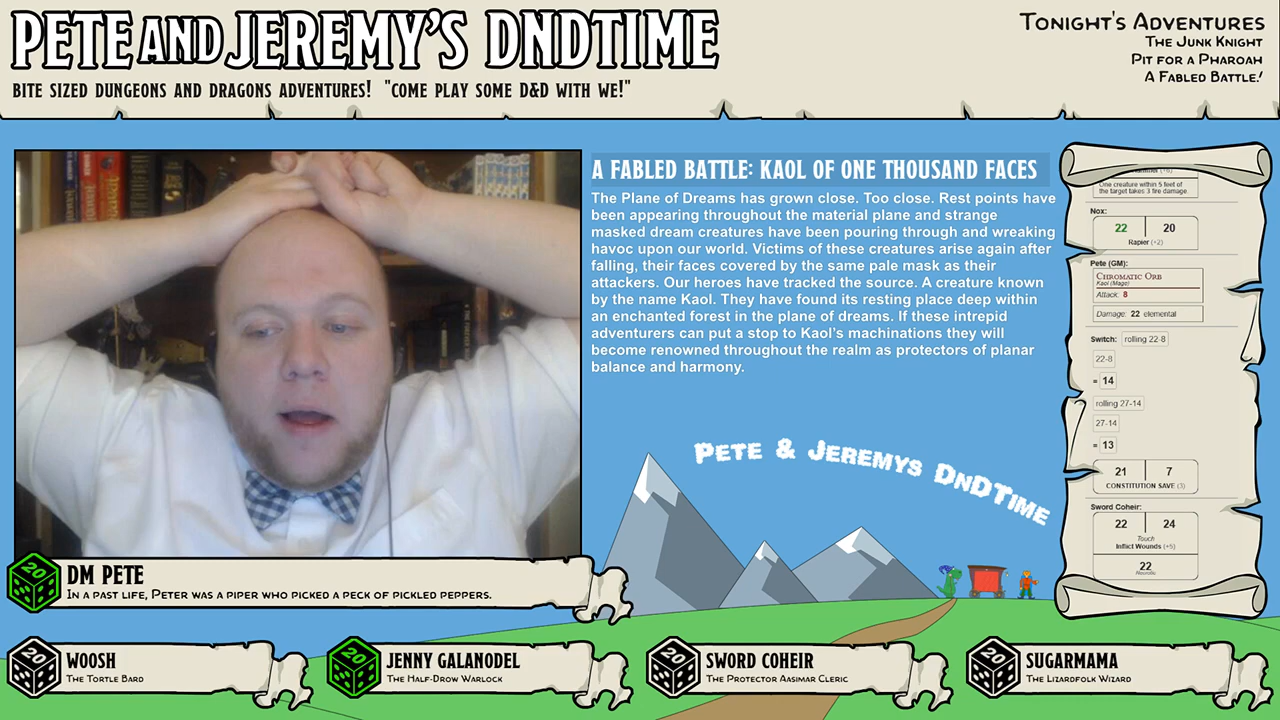 PETE AND JEREMY'S DNDTIME
BITE SIZED DUNGEONS AND DRAGONS ADVENTURES! "COME PLAY SOME D&D WITH WE!"
TONIGHT'S ADVENTURES
THE JUNK KNIGHT
PIT FOR A PHAROAH
A FABLED BATTLE!
A FABLED BATTLE: KAOL OF ONE THOUSAND FACES
The Plane of Dreams has grown close. Too close. Rest points have
been appearing throughout the material plane and strange
masked dream creatures have been pouring through and wreaking
havoc upon our world. Victims of these creatures arise again after
falling, their faces covered by the same pale mask as their
attackers. Our heroes have tracked the source. A creature known
by the name Kaol. They have found its resting place deep within
an enchanted forest in the plane of dreams. If these intrepid
adventurers can put a stop to Kaol's machinations they will
become renowned throughout the realm as protectors of planar
balance and harmony.
PETE & JEREMYS DNDTIME
One creature within 5 feet of
the target takes 3 fire damage
Nox:
22 20
Rapier (+2)
Pete (GM):
CHROMATIC ORB
Kaol (Mage)
Attack: 8
Damage: 22 elemental
Switch: rolling 22-8
22-8
= 14
rolling 27-14
27-14
= 13
21 7
CONSTITUTION SAVE (3)
Sword Coheir:
22 24
Touch
Inflict Wounds (+5)
22
Necrotic
20
DM PETE
IN A PAST LIFE, PETER WAS A PIPER WHO PICKED A PECK OF PICKLED PEPPERS.
20
WOOSH
THE TORTLE BARD
20
JENNY GALANODEL
THE HALF-DROW WARLOCK
20
SWORD COHEIR
THE PROTECTOR AASIMAR CLERIC
20
SUGARMAMA
THE LIZARDFOLK WIZARD